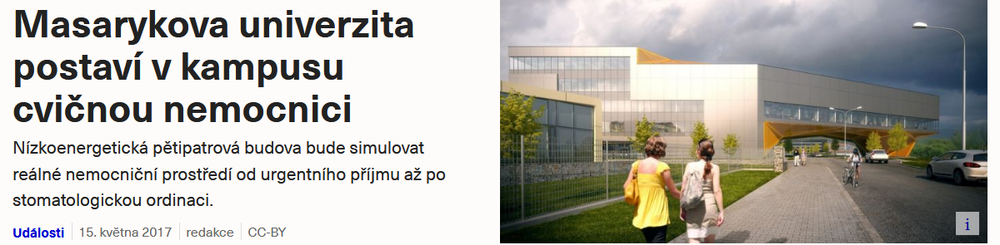 Masarykova univerzita
postaví v kampusu
cvičnou nemocnici
Nízkoenergetická pětipatrová budova bude simulovat
reálné nemocniční prostředí od urgentního příjmu až po
stomatologickou ordinaci.
Události 15. května 2017 redakce CC-BY
i